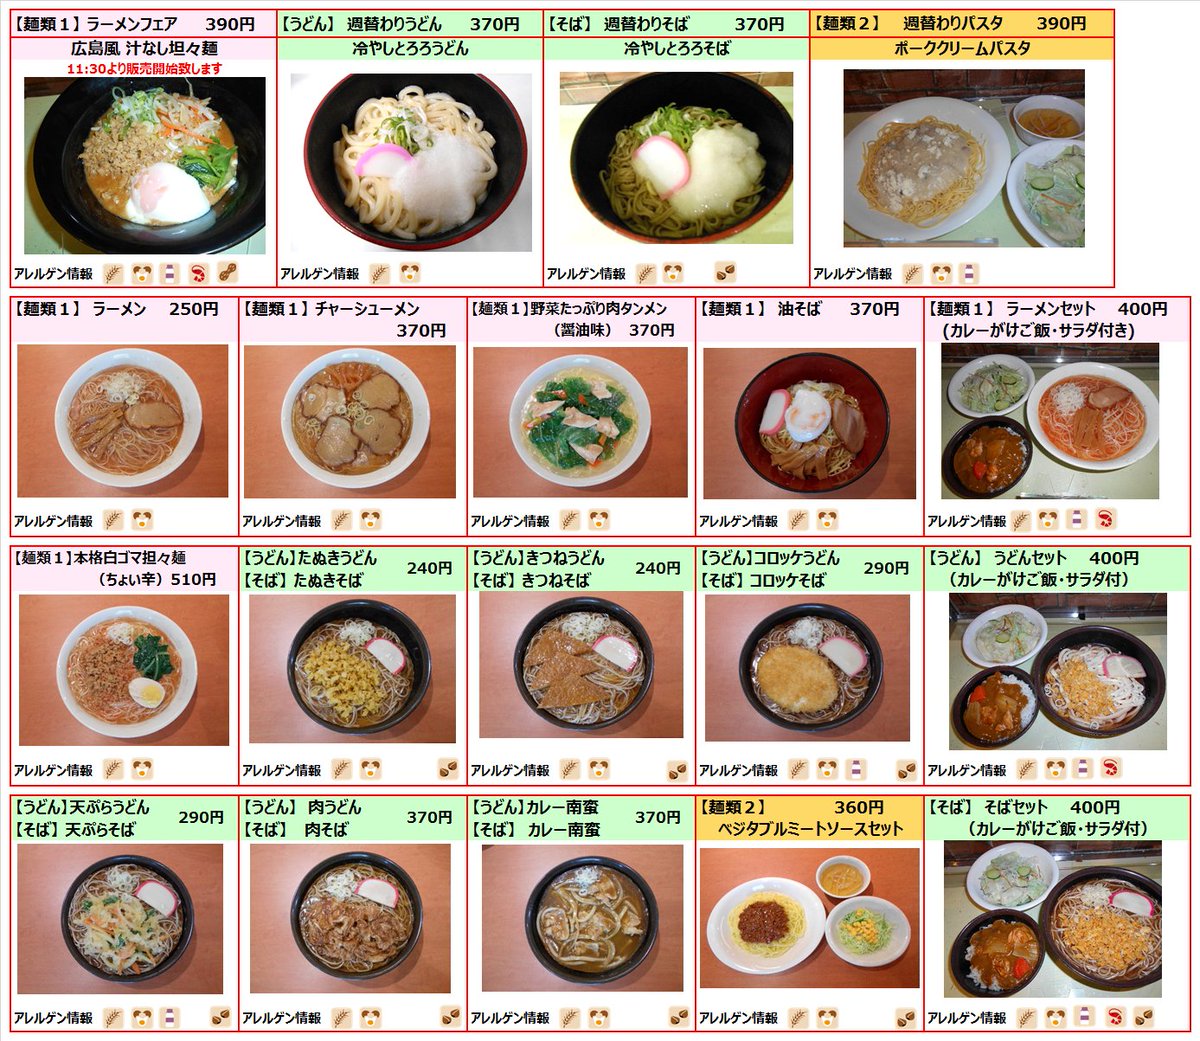 【麺類１】 ラーメンフェア 390円
広島風 汁なし坦々麺
11:30より販売開始致します
アレルゲン情報
【うどん】 週替わりうどん 370円
冷やしとろろうどん
アレルゲン情報
【そば】 週替わりそば 370円
冷やしとろろそば
アレルゲン情報
【麺類２】 週替わりパスタ 390円
ポーククリームパスタ
アレルゲン情報
【麺類１】 ラーメン 250円
アレルゲン情報
【麺類１】 チャーシューメン
370円
アレルゲン情報
【麺類１】野菜たっぷり肉タンメン
（醤油味） 370円
アレルゲン情報
【麺類１】 油そば 370円
アレルゲン情報
【麺類１】 ラーメンセット 400円
(カレーがけご飯・サラダ付き)
アレルゲン情報
【麺類１】本格白ゴマ担々麺
（ちょい辛）510円
アレルゲン情報
【うどん】たぬきうどん
【そば】 たぬきそば
240円
アレルゲン情報
【うどん】きつねうどん
【そば】 きつねそば
240円
アレルゲン情報
【うどん】コロッケうどん
【そば】 コロッケそば
290円
アレルゲン情報
【うどん】 うどんセット 400円
（カレーがけご飯・サラダ付）
アレルゲン情報
【うどん】天ぷらうどん
【そば】 天ぷらそば
290円
アレルゲン情報
【うどん】 肉うどん
【そば】 肉そば
370円
アレルゲン情報
【うどん】カレー南蛮
【そば】 カレー南蛮
370円
アレルゲン情報
【麺類２】 360円
ベジタブルミートソースセット
アレルゲン情報
【そば】 そばセット 400円
（カレーがけご飯・サラダ付）
アレルゲン情報